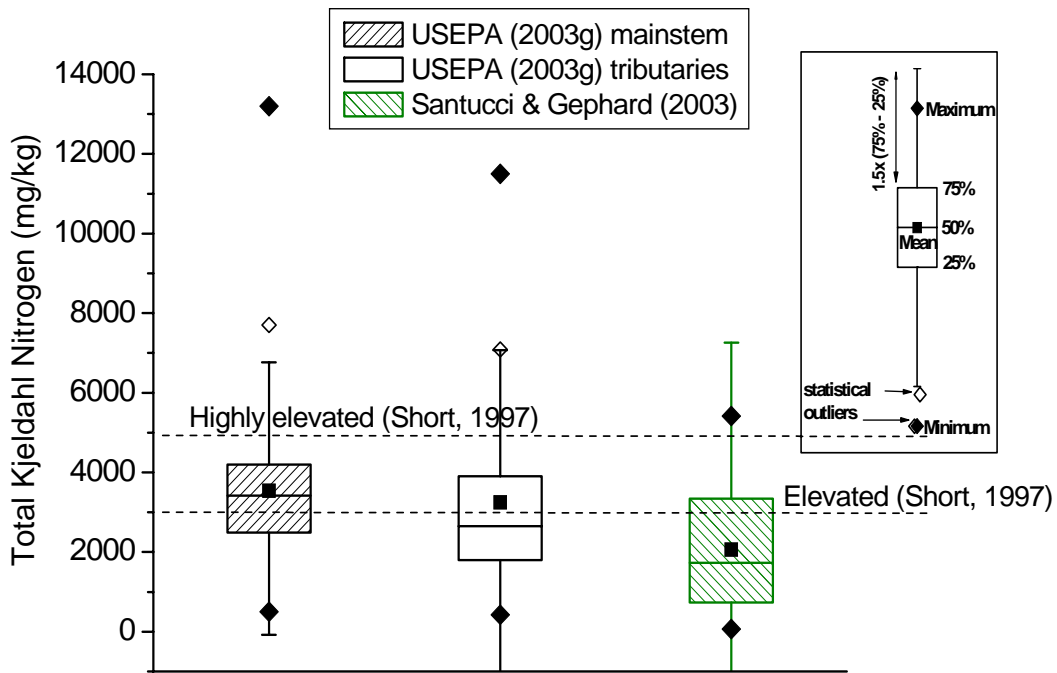 USEPA (2003g) mainstem
USEPA (2003g) tributaries
Santucci & Gephard (2003)
Total Kjeldahl Nitrogen (mg/kg)
14000
12000
10000
8000
6000
4000
2000
0
Highly elevated (Short, 1997)
Elevated (Short, 1997)
1.5x (75% - 25%)
Maximum
75%
50%
Mean
25%
statistical
outliers
Minimum